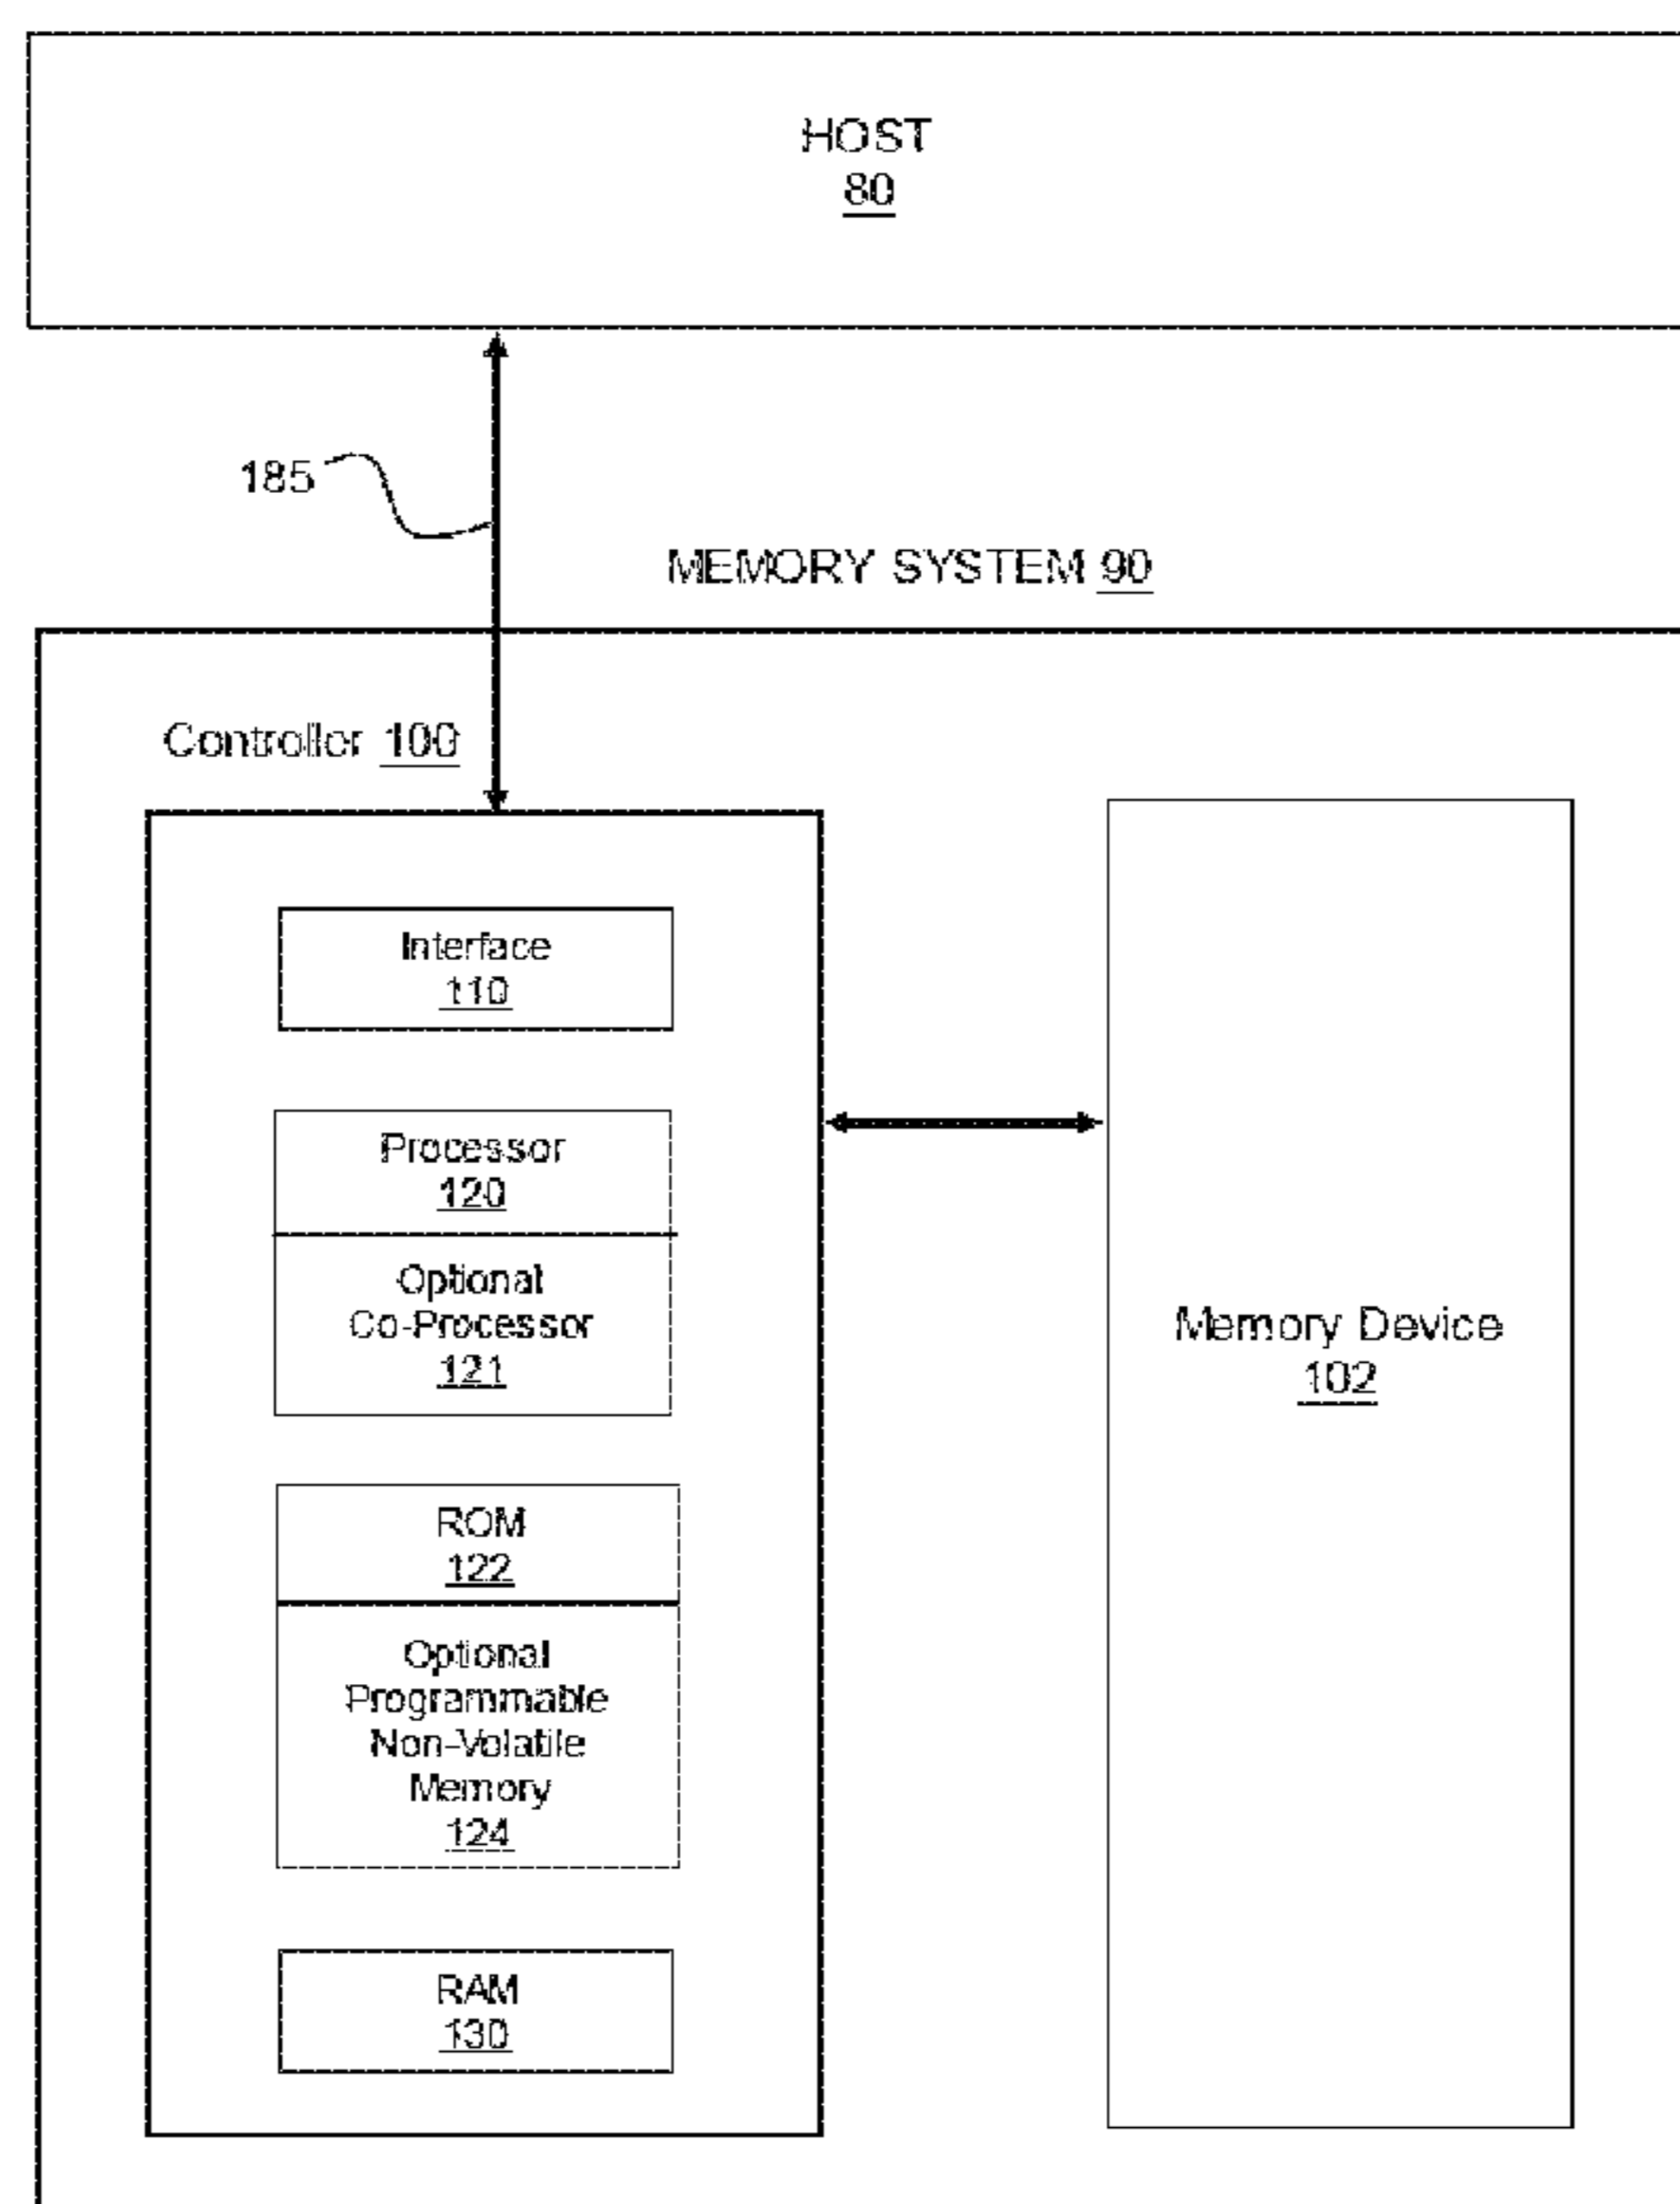 HOST
80
185
MEMORY SYSTEM 90
Controller 100
Interface
110
Processor
120
Optional
Co-Processor
121
ROM
122
Optional
Programmable
Non-Volatile
Memory
124
RAM
130
Memory Device
102